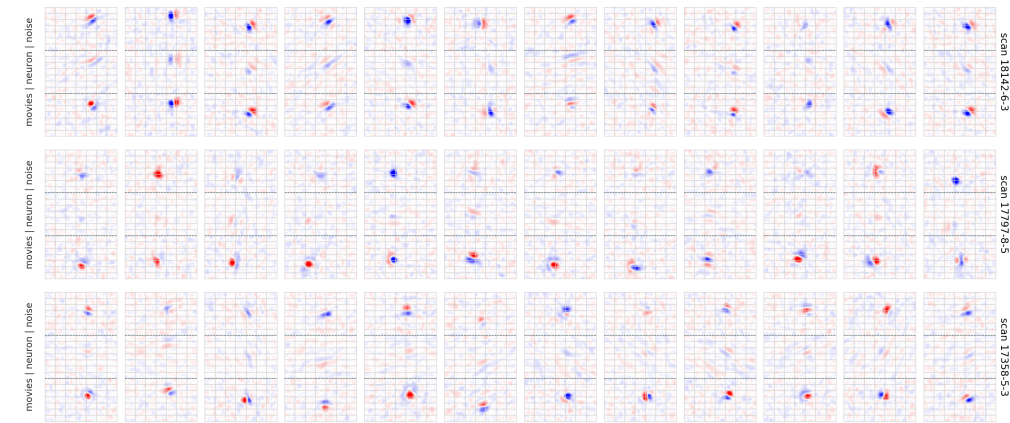 movies | neuron | noise
scan 18142-6-3
movies | neuron | noise
scan 17797-8-5
movies | neuron | noise
scan 17358-5-3